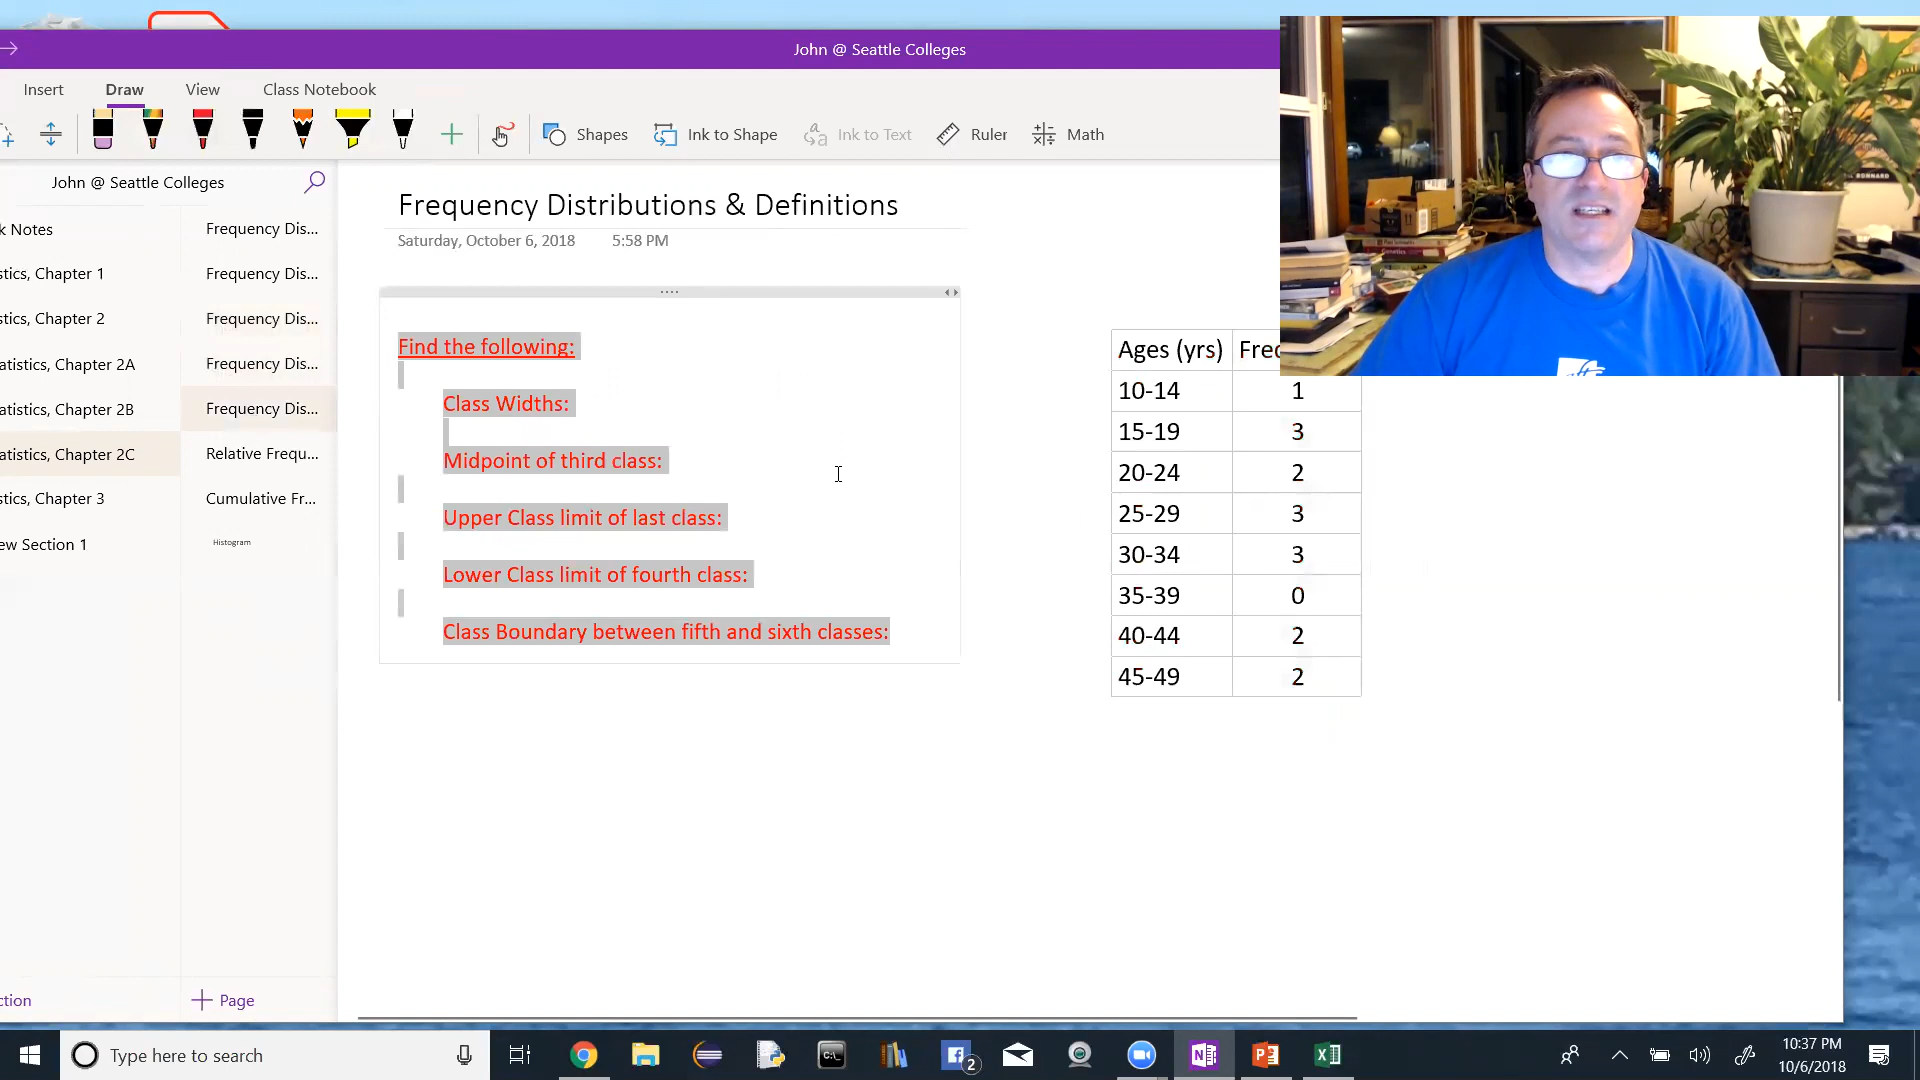 John @ Seattle Colleges
Insert Draw View Class Notebook
Shapes Ink to Shape Ink to Text Ruler Math
John @ Seattle Colleges
k Notes
stics, Chapter 1
stics, Chapter 2
atistics, Chapter 2A
atistics, Chapter 2B
atistics, Chapter 2C
stics, Chapter 3
ew Section 1
ction
Frequency Dis...
Frequency Dis...
Frequency Dis...
Frequency Dis...
Frequency Dis...
Relative Frequ...
Cumulative Fr...
Histogram
Page
Frequency Distributions & Definitions
Saturday, October 6, 2018 5:58 PM
Find the following:
Class Widths:
Midpoint of third class:
Upper Class limit of last class:
Lower Class limit of fourth class:
Class Boundary between fifth and sixth classes:
Ages (yrs) Freq
10-14 1
15-19 3
20-24 2
25-29 3
30-34 3
35-39 0
40-44 2
45-49 2
BONNARD
Genetics
Type here to search
2
10:37 PM
10/6/2018